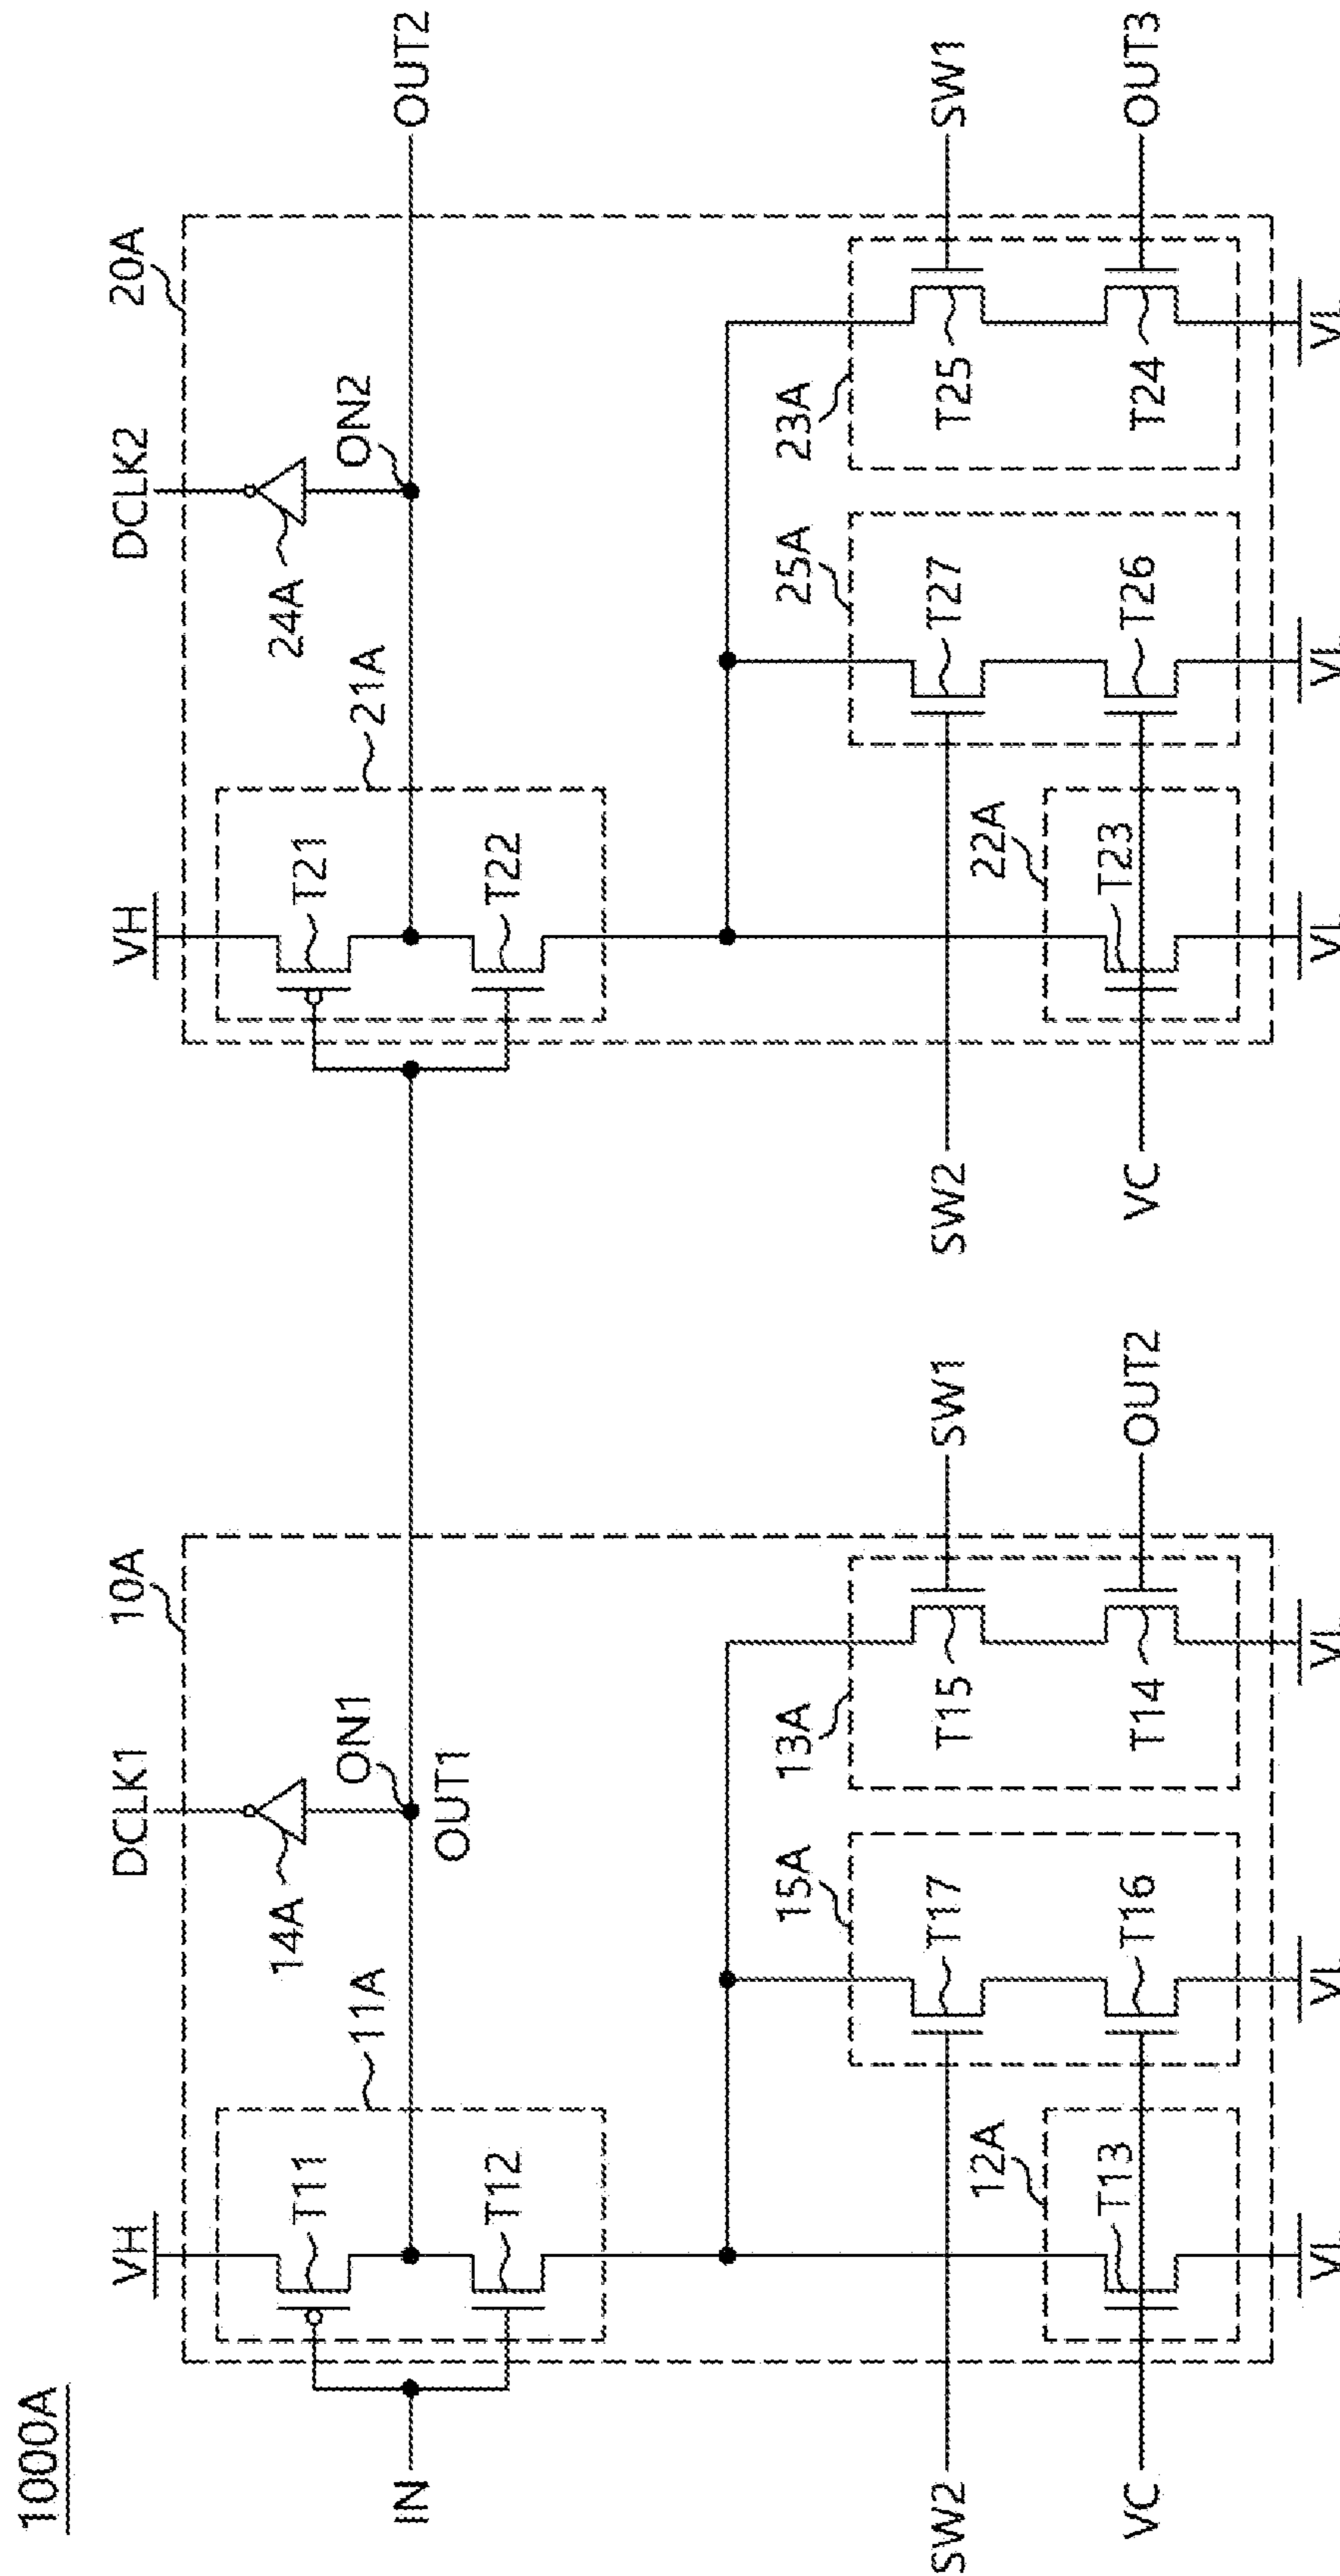 1000A
DCLK1
10A
DCLK2
20A
VH
VH
14A
ON1
24A
ON2
11A
21A
T11
T21
IN
OUT1
OUT2
T12
T22
15A
13A
25A
23A
SW2
T17
T15
SW1
SW2
T27
T25
SW1
12A
22A
VC
T13
T16
T14
OUT2
VC
T23
T26
T24
OUT3
VL
VL
VL
VL
VL
VL